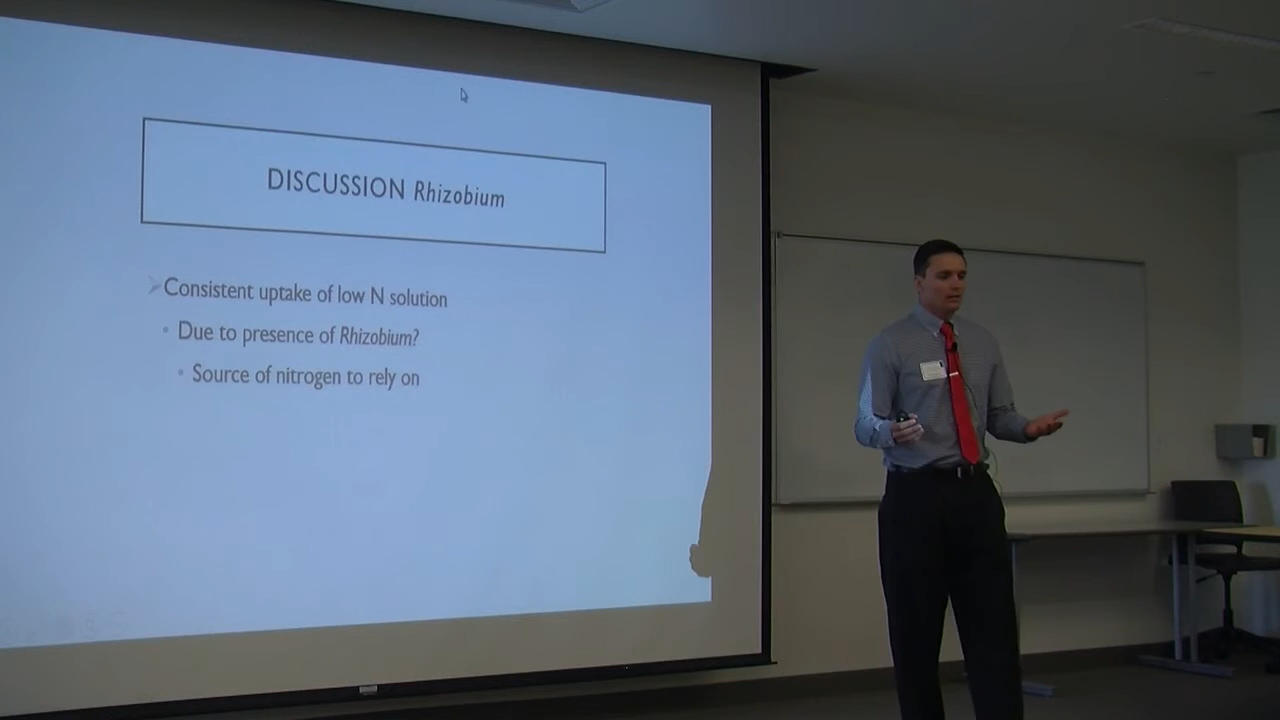 DISCUSSION Rhizobium
Consistent uptake of low N solution
Due to presence of Rhizobium?
Source of nitrogen to rely on